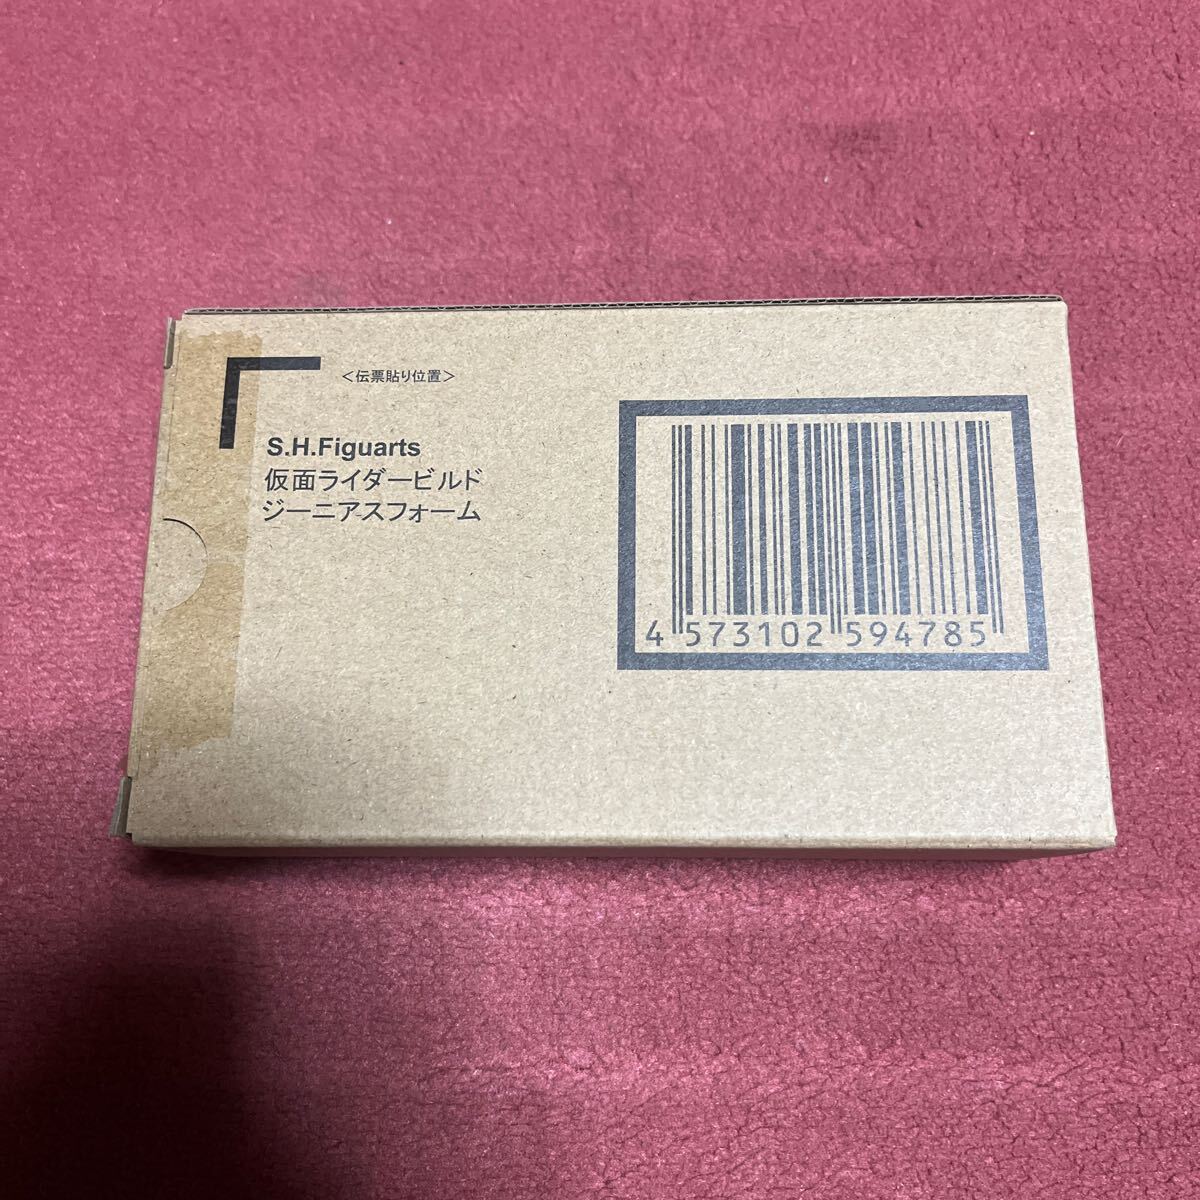 ＜伝票貼り位置＞
S.H.Figuarts
仮面ライダービルド
ジーニアスフォーム
4 573102 594785